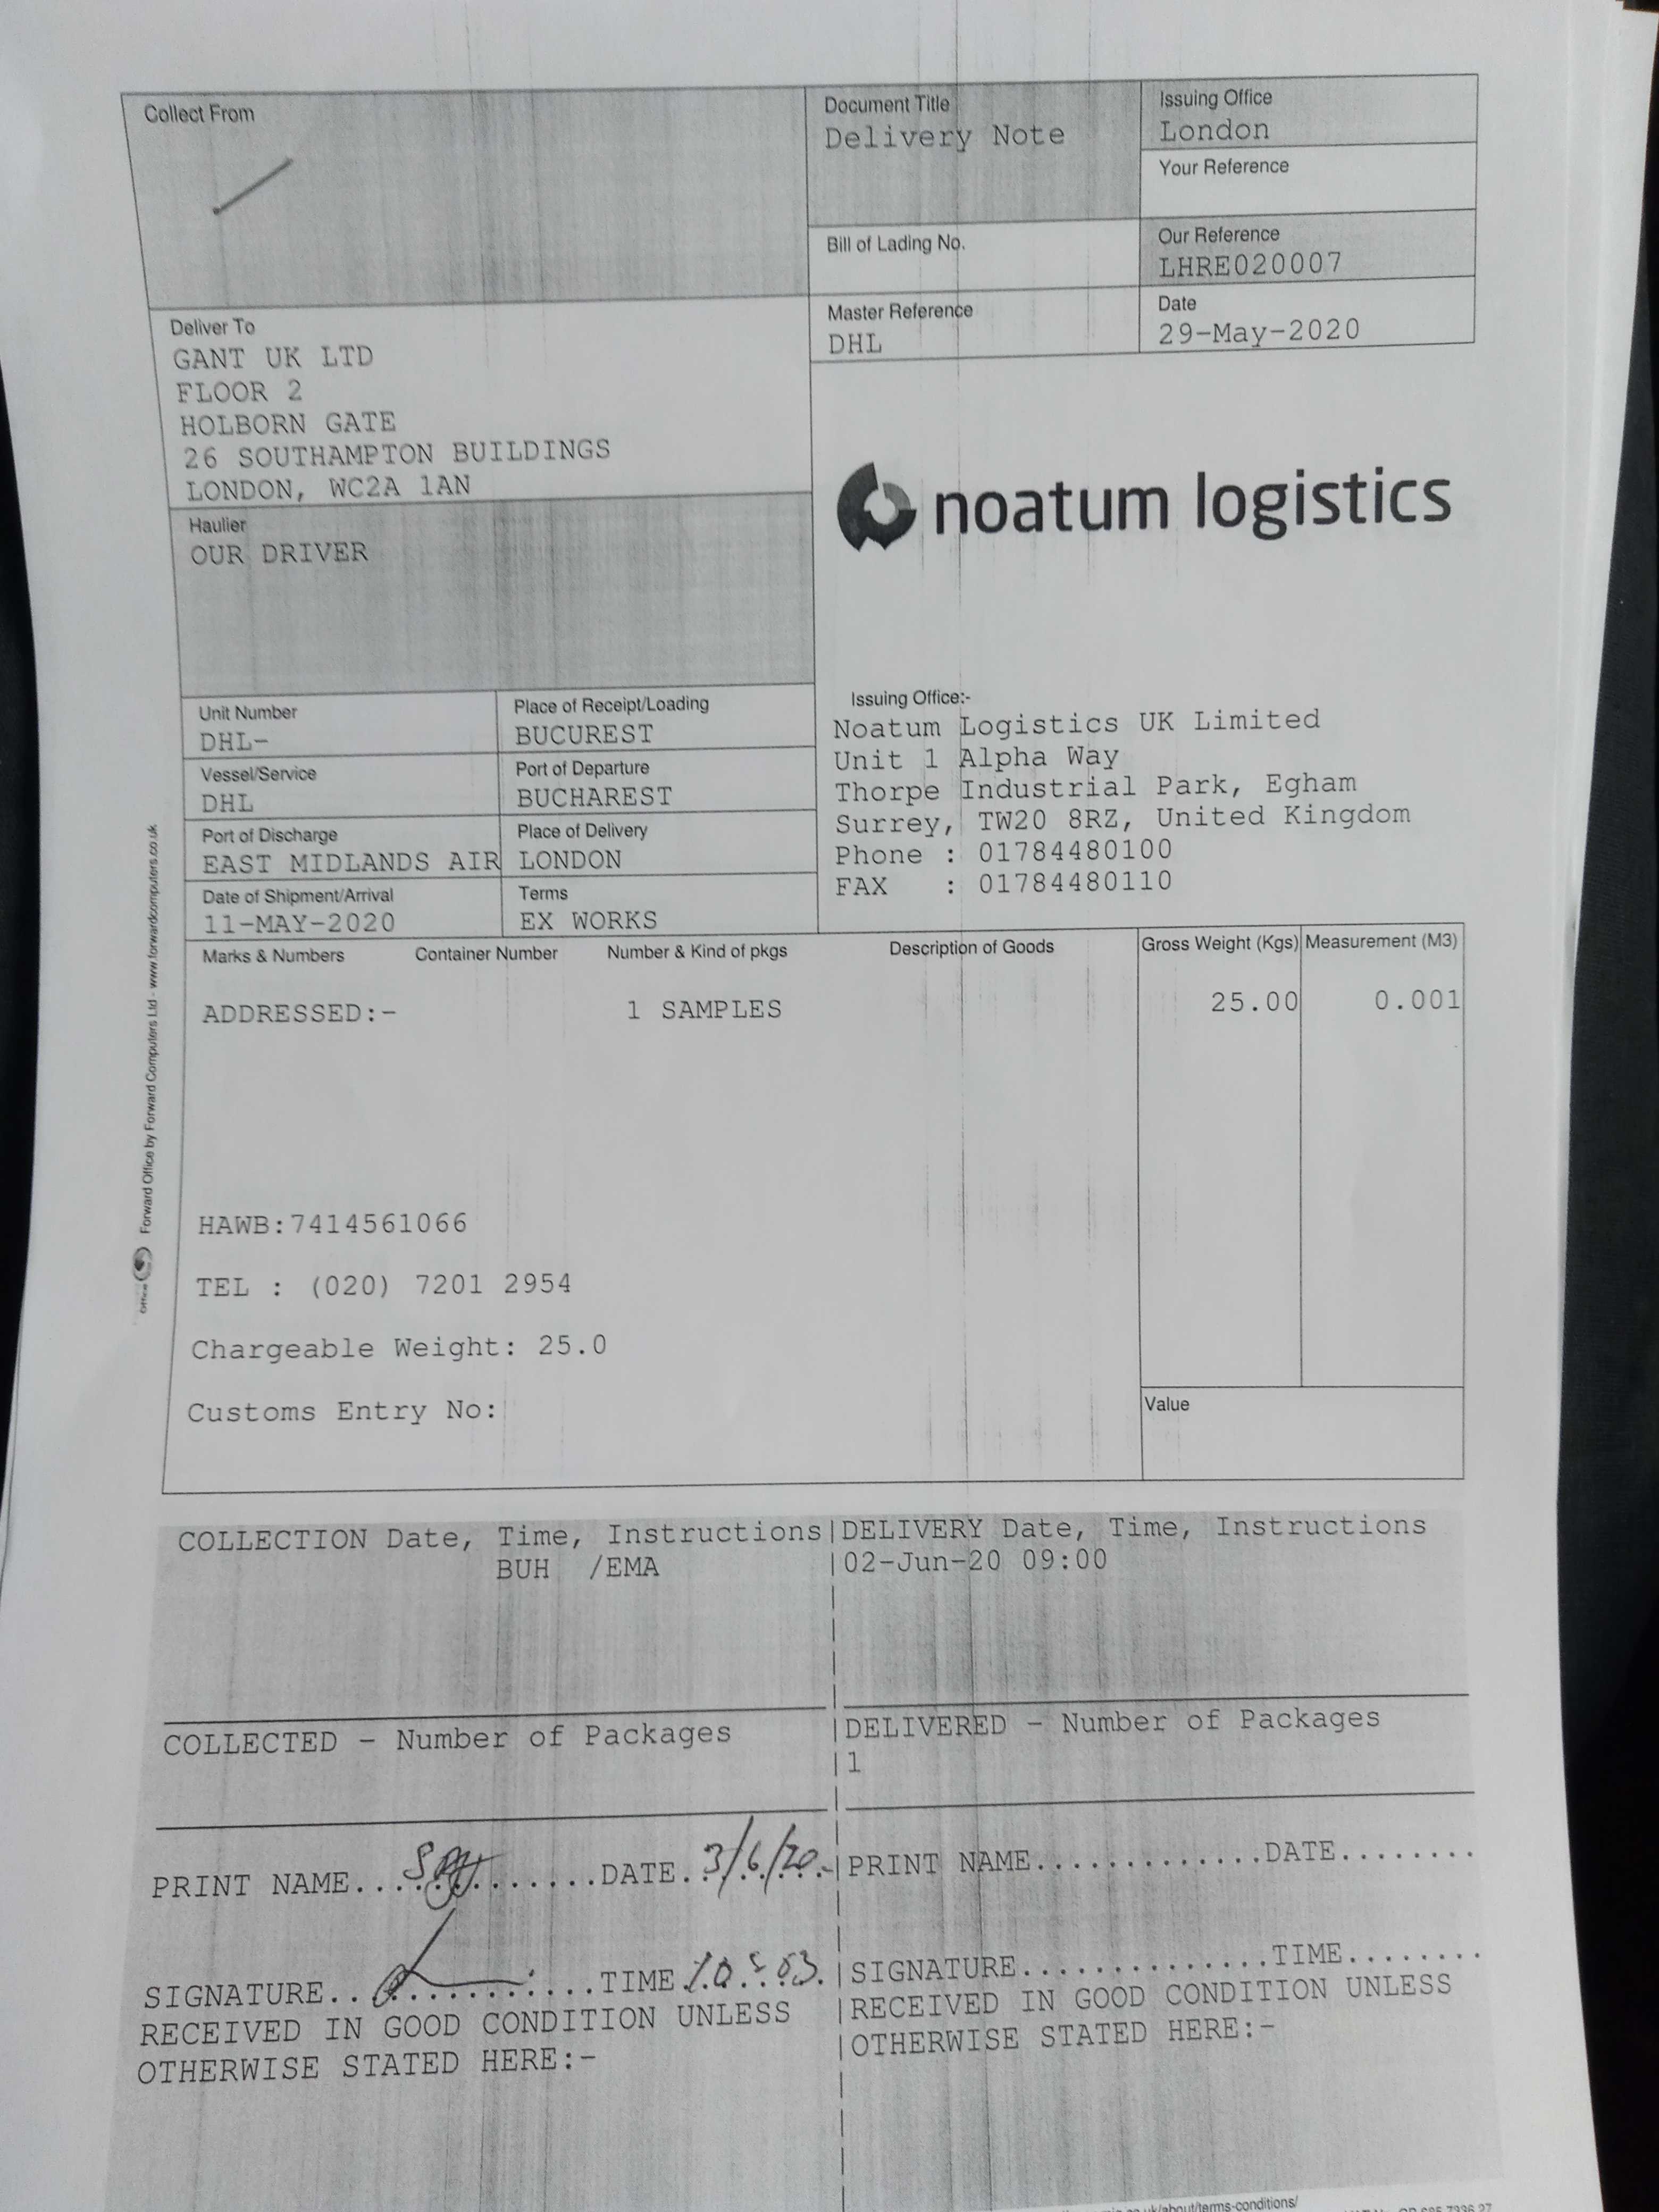 Collect From
Document Title
Delivery Note
Issuing Office
London
Your Reference
Bill of Lading No.
Our Reference
LHRE020007
Master Reference
DHL
Date
29-May-2020
Deliver To
GANT UK LTD
FLOOR 2
HOLBORN GATE
26 SOUTHAMPTON BUILDINGS
LONDON, WC2A 1AN
noatum logistics
Haulier
OUR DRIVER
Unit Number
DHL-
Place of Receipt/Loading
BUCUREST
Vessel/Service
DHL
Port of Departure
BUCHAREST
Port of Discharge
EAST MIDLANDS AIR
Place of Delivery
LONDON
Date of Shipment/Arrival
11-MAY-2020
Terms
EX WORKS
Issuing Office:-
Noatum Logistics UK Limited
Unit 1 Alpha Way
Thorpe Industrial Park, Egham
Surrey, TW20 8RZ, United Kingdom
Phone : 01784480100
FAX : 01784480110
Marks & Numbers Container Number Number & Kind of pkgs Description of Goods Gross Weight (Kgs) Measurement (M3)
ADDRESSED:- 1 SAMPLES 25.00 0.001
HAWB:7414561066
TEL : (020) 7201 2954
Chargeable Weight: 25.0
Customs Entry No:
Value
Office Forward Office by Forward Computers Ltd - www.forwardcomputers.co.uk
COLLECTION Date, Time, Instructions
BUH /EMA
DELIVERY Date, Time, Instructions
02-Jun-20 09:00
COLLECTED - Number of Packages
DELIVERED - Number of Packages
1
PRINT NAME.............DATE.3/6/20
SIGNATURE..............TIME 10:03.
RECEIVED IN GOOD CONDITION UNLESS
OTHERWISE STATED HERE:-
PRINT NAME.............DATE........
SIGNATURE..............TIME........
RECEIVED IN GOOD CONDITION UNLESS
OTHERWISE STATED HERE:-
uk/about/terms-conditions/